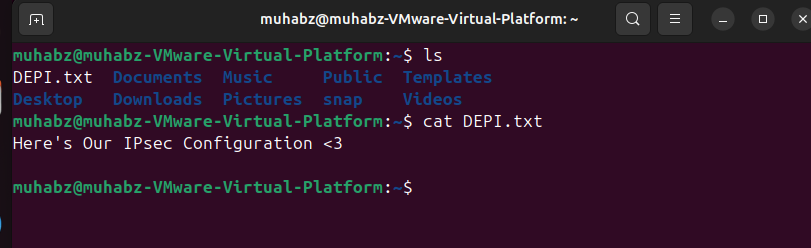 muhabz@muhabz-VMware-Virtual-Platform: ~
muhabz@muhabz-VMware-Virtual-Platform:~$ ls
DEPI.txt  Documents  Music     Public  Templates
Desktop   Downloads  Pictures  snap    Videos
muhabz@muhabz-VMware-Virtual-Platform:~$ cat DEPI.txt
Here's Our IPsec Configuration <3
muhabz@muhabz-VMware-Virtual-Platform:~$